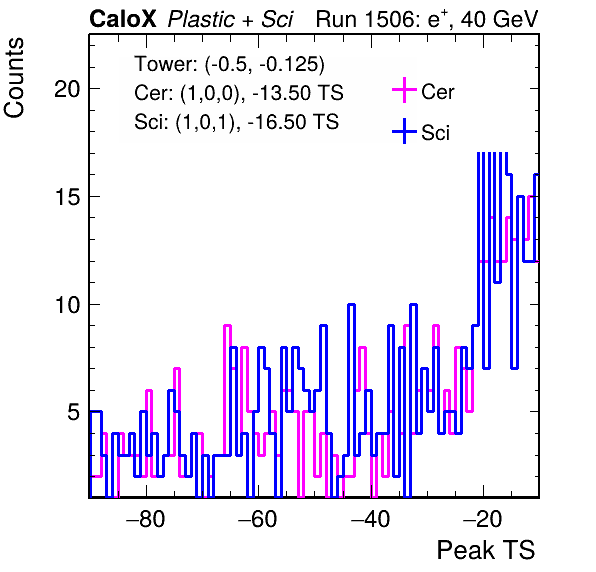 CaloX Plastic + Sci Run 1506: e+, 40 GeV
Counts
Tower: (-0.5, -0.125)
Cer: (1,0,0), -13.50 TS
Sci: (1,0,1), -16.50 TS
Cer
Sci
20
15
10
5
−80 −60 −40 −20
Peak TS